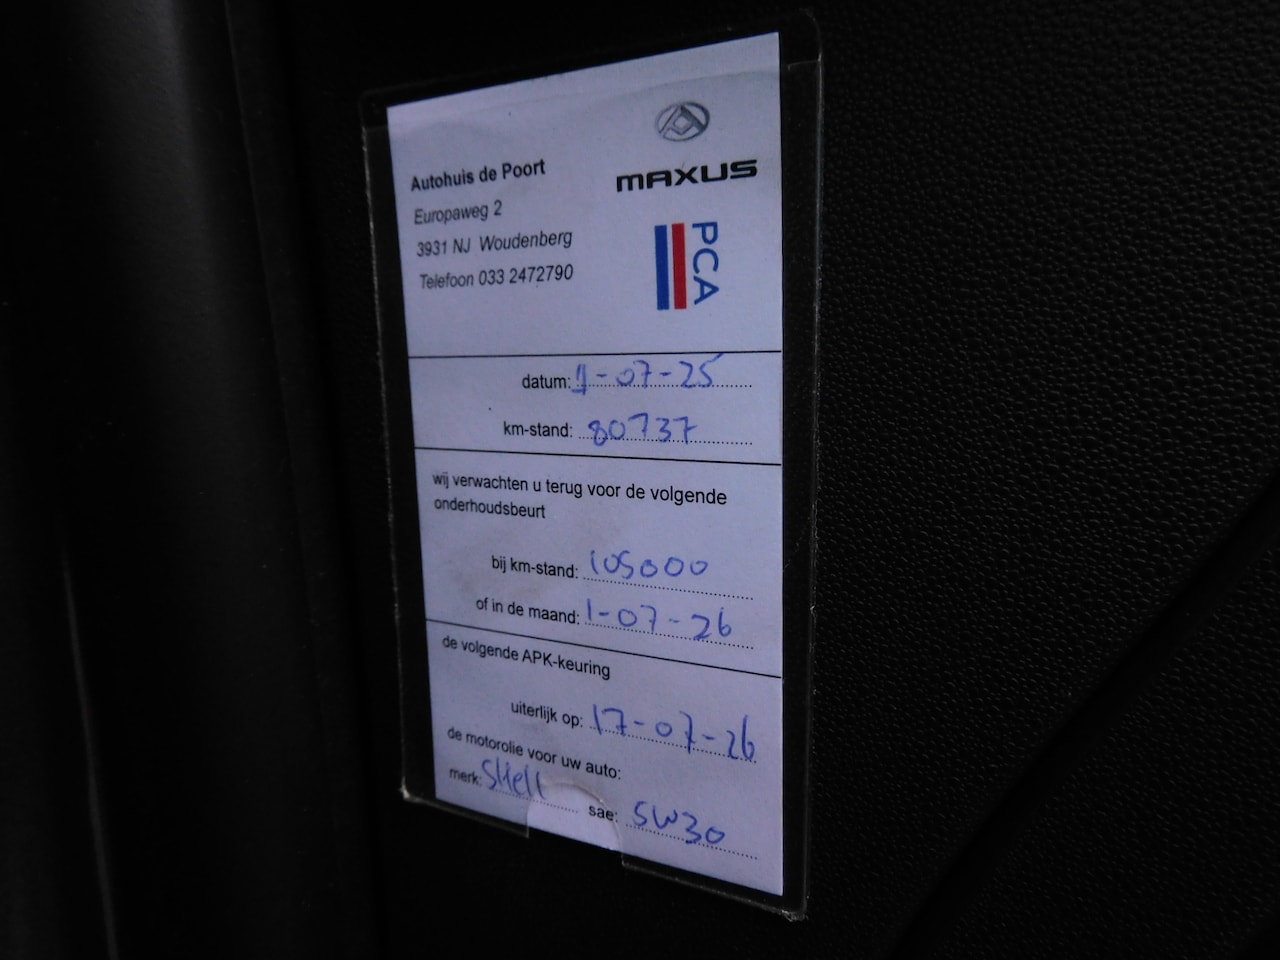 Autohuis de Poort
Europaweg 2
3931 NJ Woudenberg
Telefoon 033 2472790
MAXUS
PCA
datum: 1-07-25
km-stand: 80737
wij verwachten u terug voor de volgende
onderhoudsbeurt
bij km-stand: 105000
of in de maand: 1-07-26
de volgende APK-keuring
uiterlijk op: 17-07-26
de motorolie voor uw auto:
merk: Shell sae: 5W30